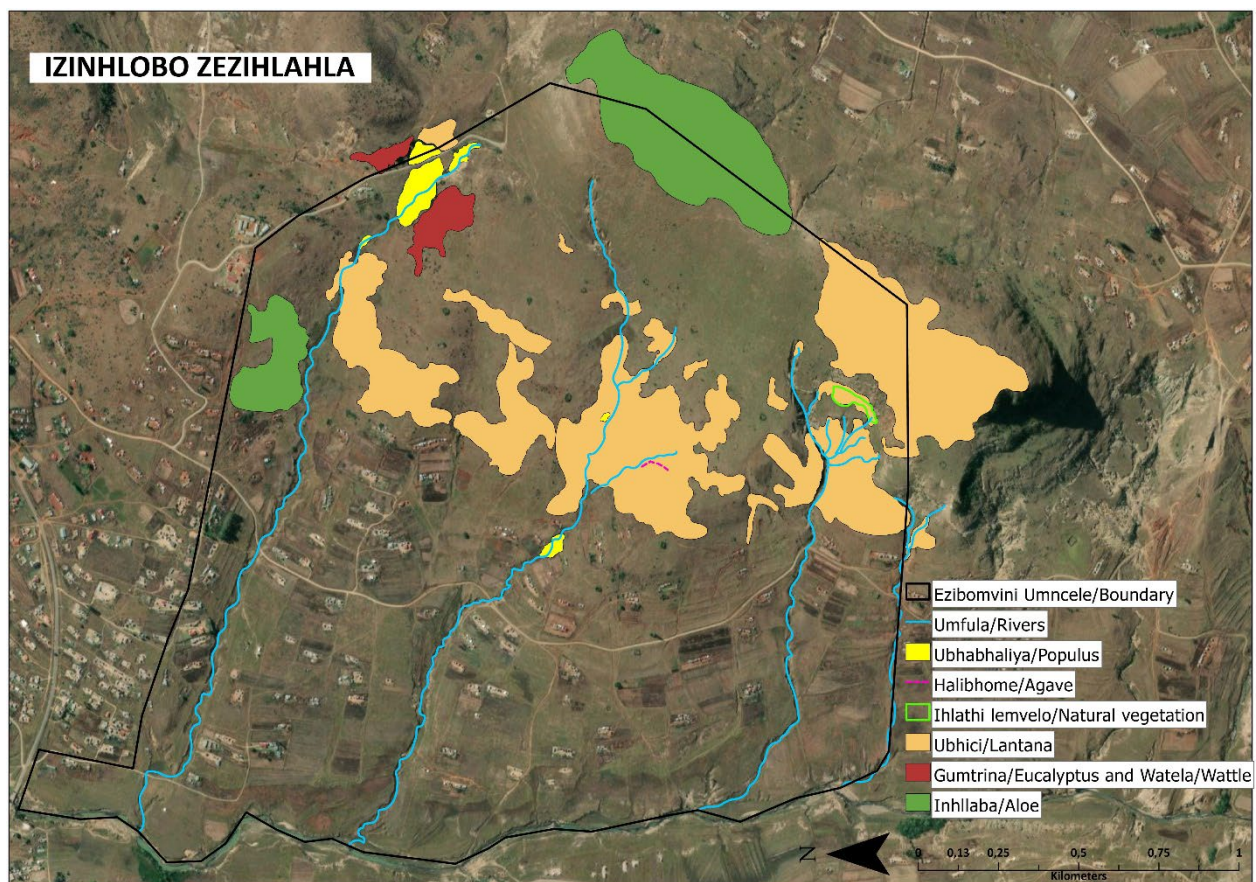 IZINHLOBO ZEZIHLAHLA
Ezibomvini Umncele/Boundary
Umfula/Rivers
Ubhabhaliya/Populus
Halibhome/Agave
Ihlathi lemvelo/Natural vegetation
Ubhici/Lantana
Gumtrina/Eucalyptus and Watela/Wattle
Inhllaba/Aloe
N
0 0,13 0,25 0,5 0,75 1
Kilometers